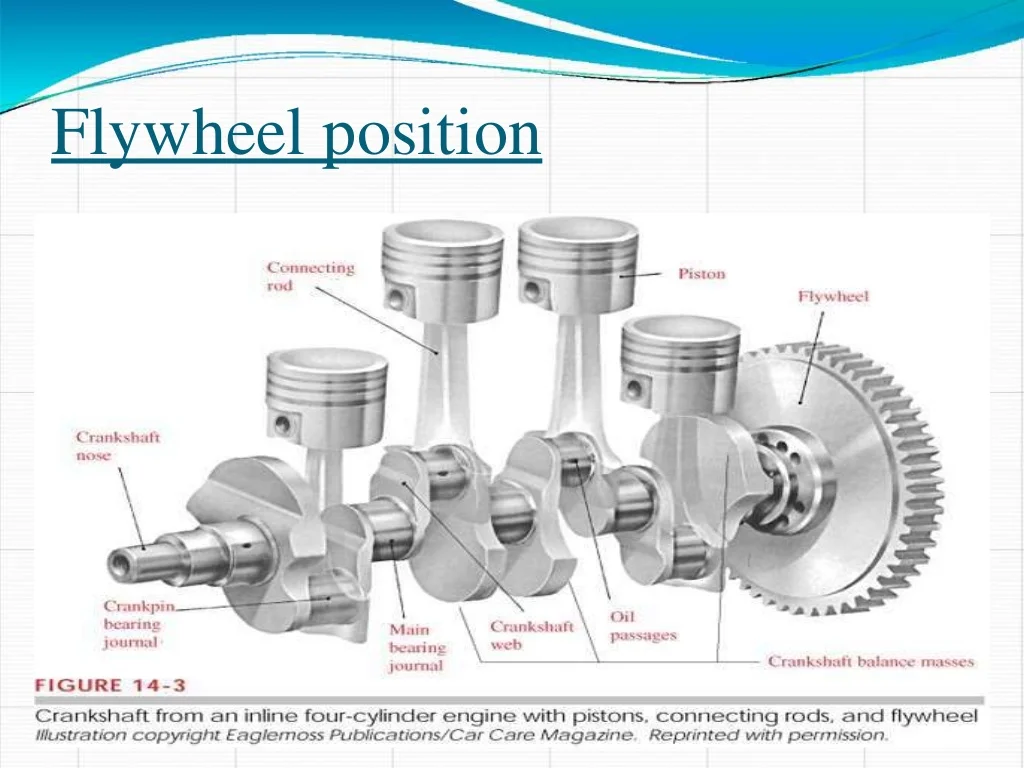 Flywheel position
Connecting
rod
Piston
Flywheel
Crankshaft
nose
Crankpin
bearing
journal
Main
bearing
journal
Crankshaft
web
Oil
passages
Crankshaft balance masses
FIGURE 14-3
Crankshaft from an inline four-cylinder engine with pistons, connecting rods, and flywheel
Illustration copyright Eaglemoss Publications/Car Care Magazine. Reprinted with permission.